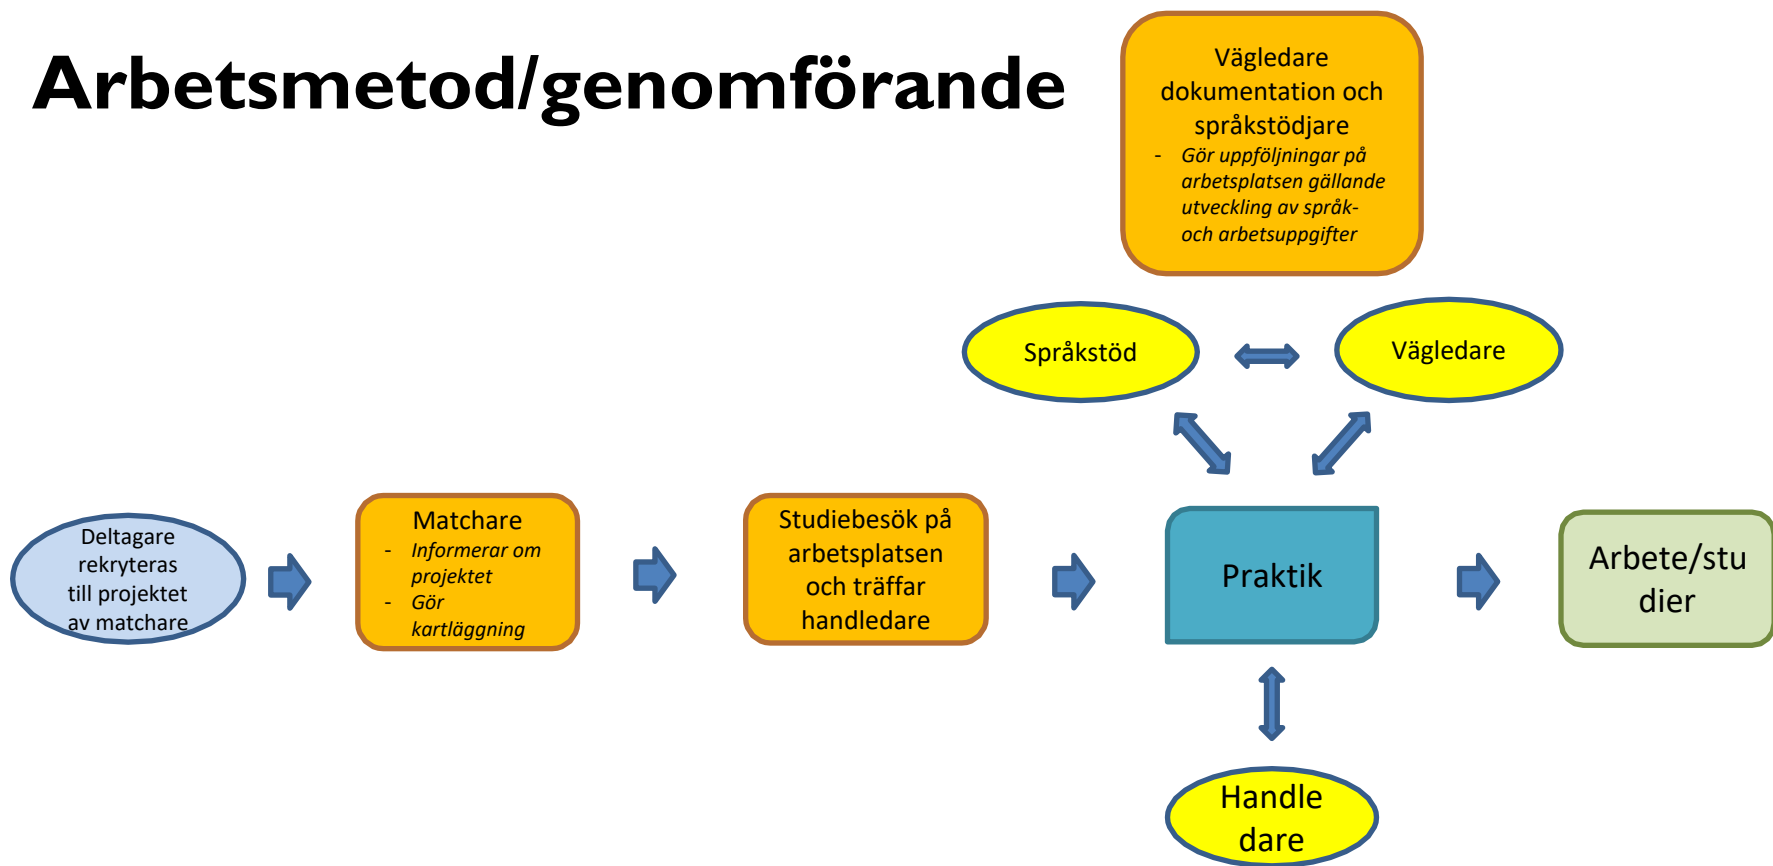 Arbetsmetod/genomförande
Vägledare
dokumentation och
språkstödjare
- Gör uppföljningar på
arbetsplatsen gällande
utveckling av språk-
och arbetsuppgifter
Språkstöd
Vägledare
Deltagare
rekryteras
till projektet
av matchare
Matchare
- Informerar om
projektet
- Gör
kartläggning
Studiebesök på
arbetsplatsen
och träffar
handledare
Praktik
Arbete/stu
dier
Handle
dare